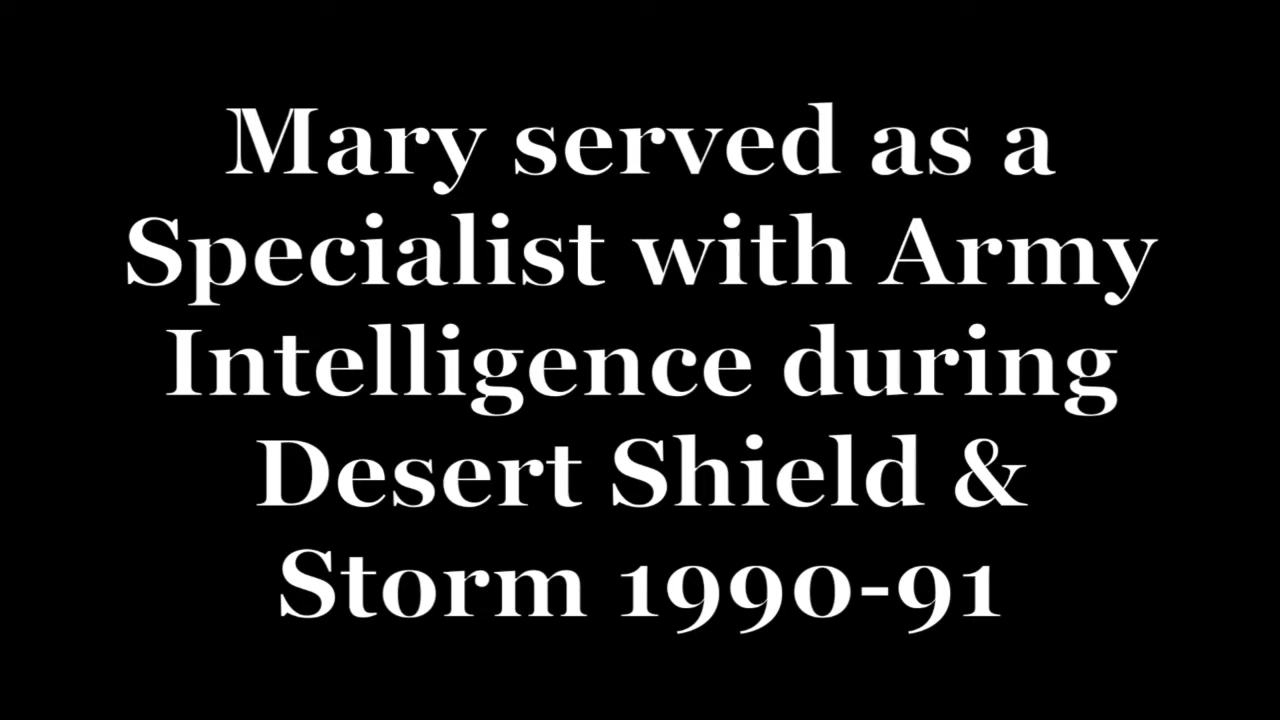 Mary served as a
Specialist with Army
Intelligence during
Desert Shield &
Storm 1990-91